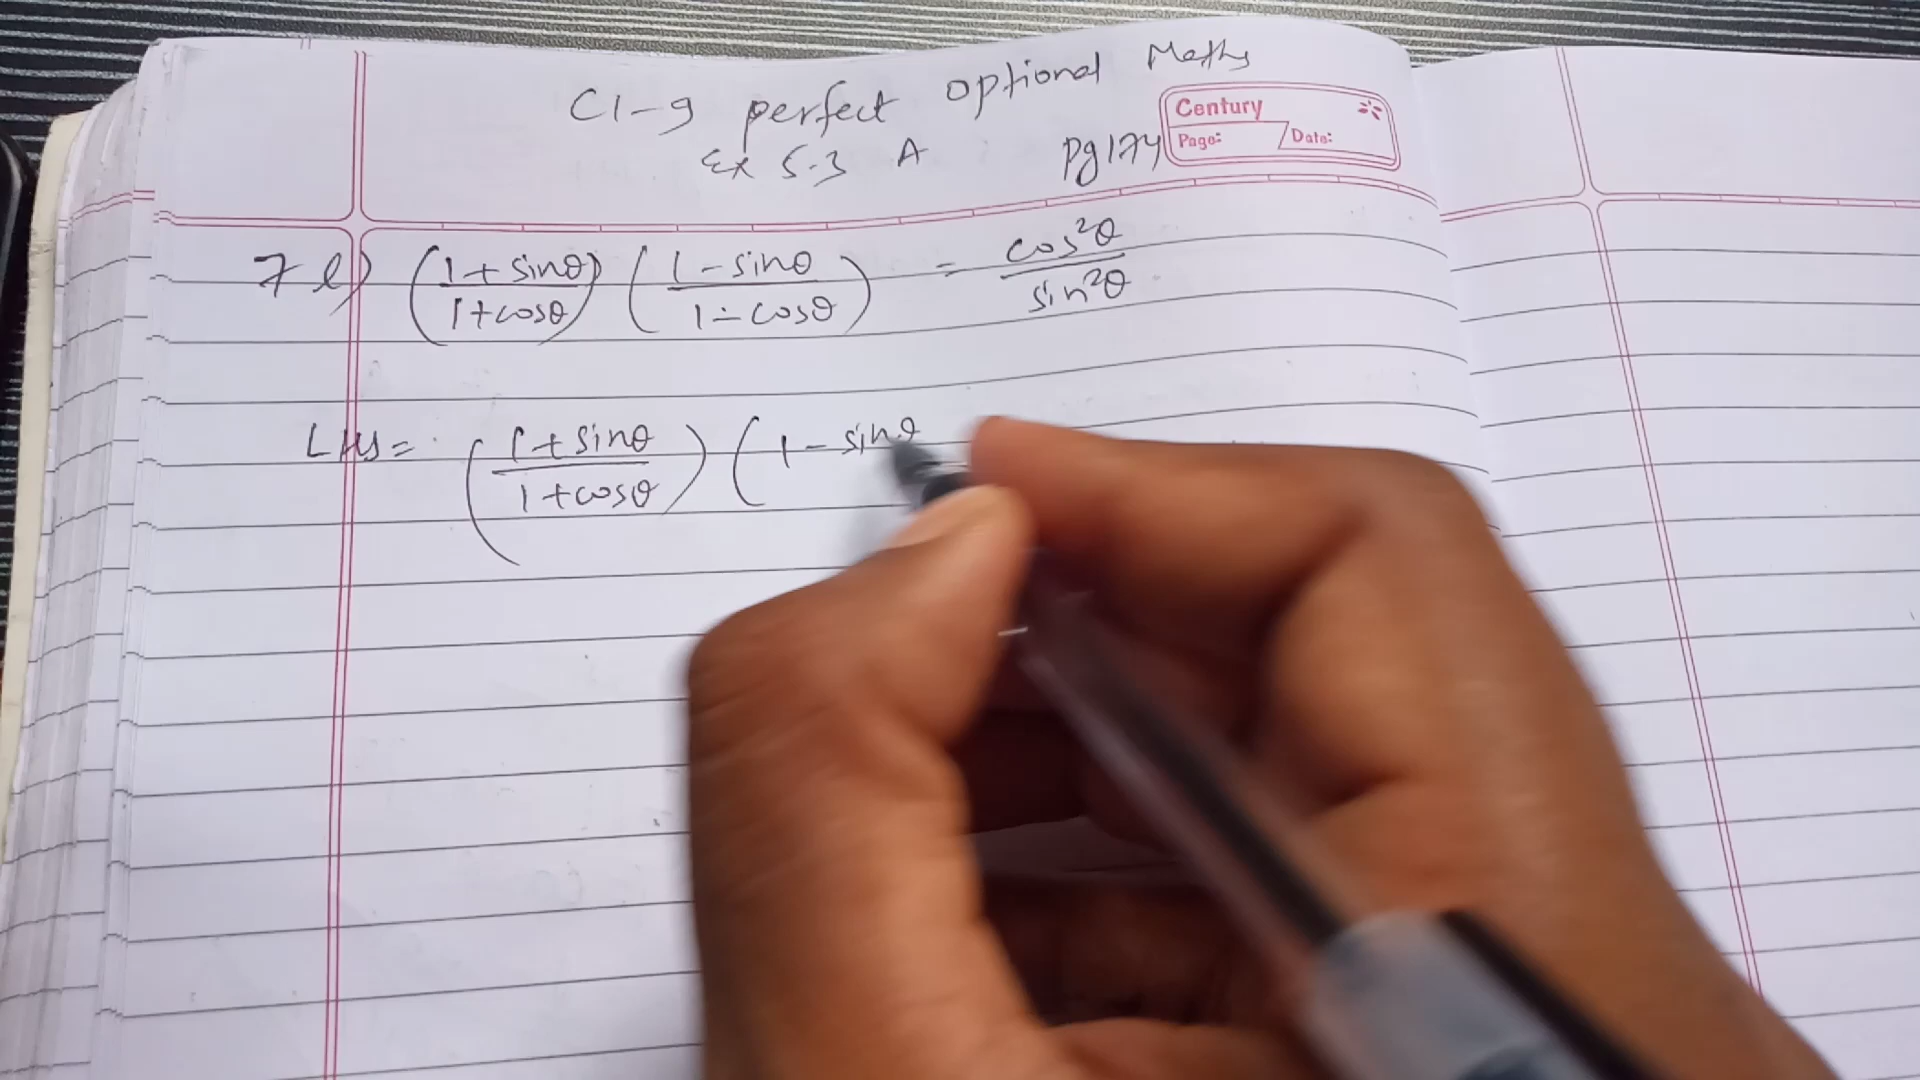 Cl-9 perfect optional Maths
Ex 5.3 A Pg 174
Century
Page: Date:
7 l) (1+sinθ/1+cosθ) (1-sinθ/1-cosθ) = cos²θ/sin²θ
LHS = (1+sinθ/1+cosθ) (1-sinθ